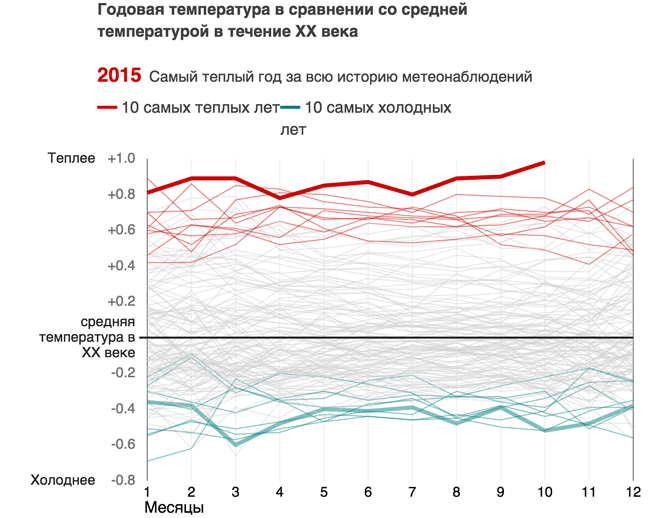 Годовая температура в сравнении со средней
температурой в течение XX века
2015 Самый теплый год за всю историю метеонаблюдений
10 самых теплых лет 10 самых холодных
лет
Теплее +1.0
+0.8
+0.6
+0.4
+0.2
средняя
температура в
XX веке
-0.2
-0.4
-0.6
Холоднее -0.8
1 2 3 4 5 6 7 8 9 10 11 12
Месяцы